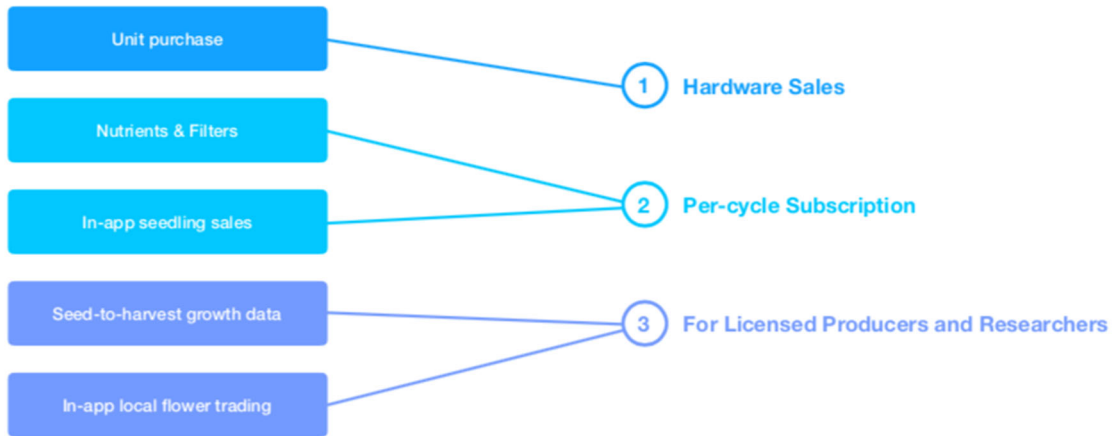 Unit purchase
1 Hardware Sales
Nutrients & Filters
In-app seedling sales
2 Per-cycle Subscription
Seed-to-harvest growth data
3 For Licensed Producers and Researchers
In-app local flower trading